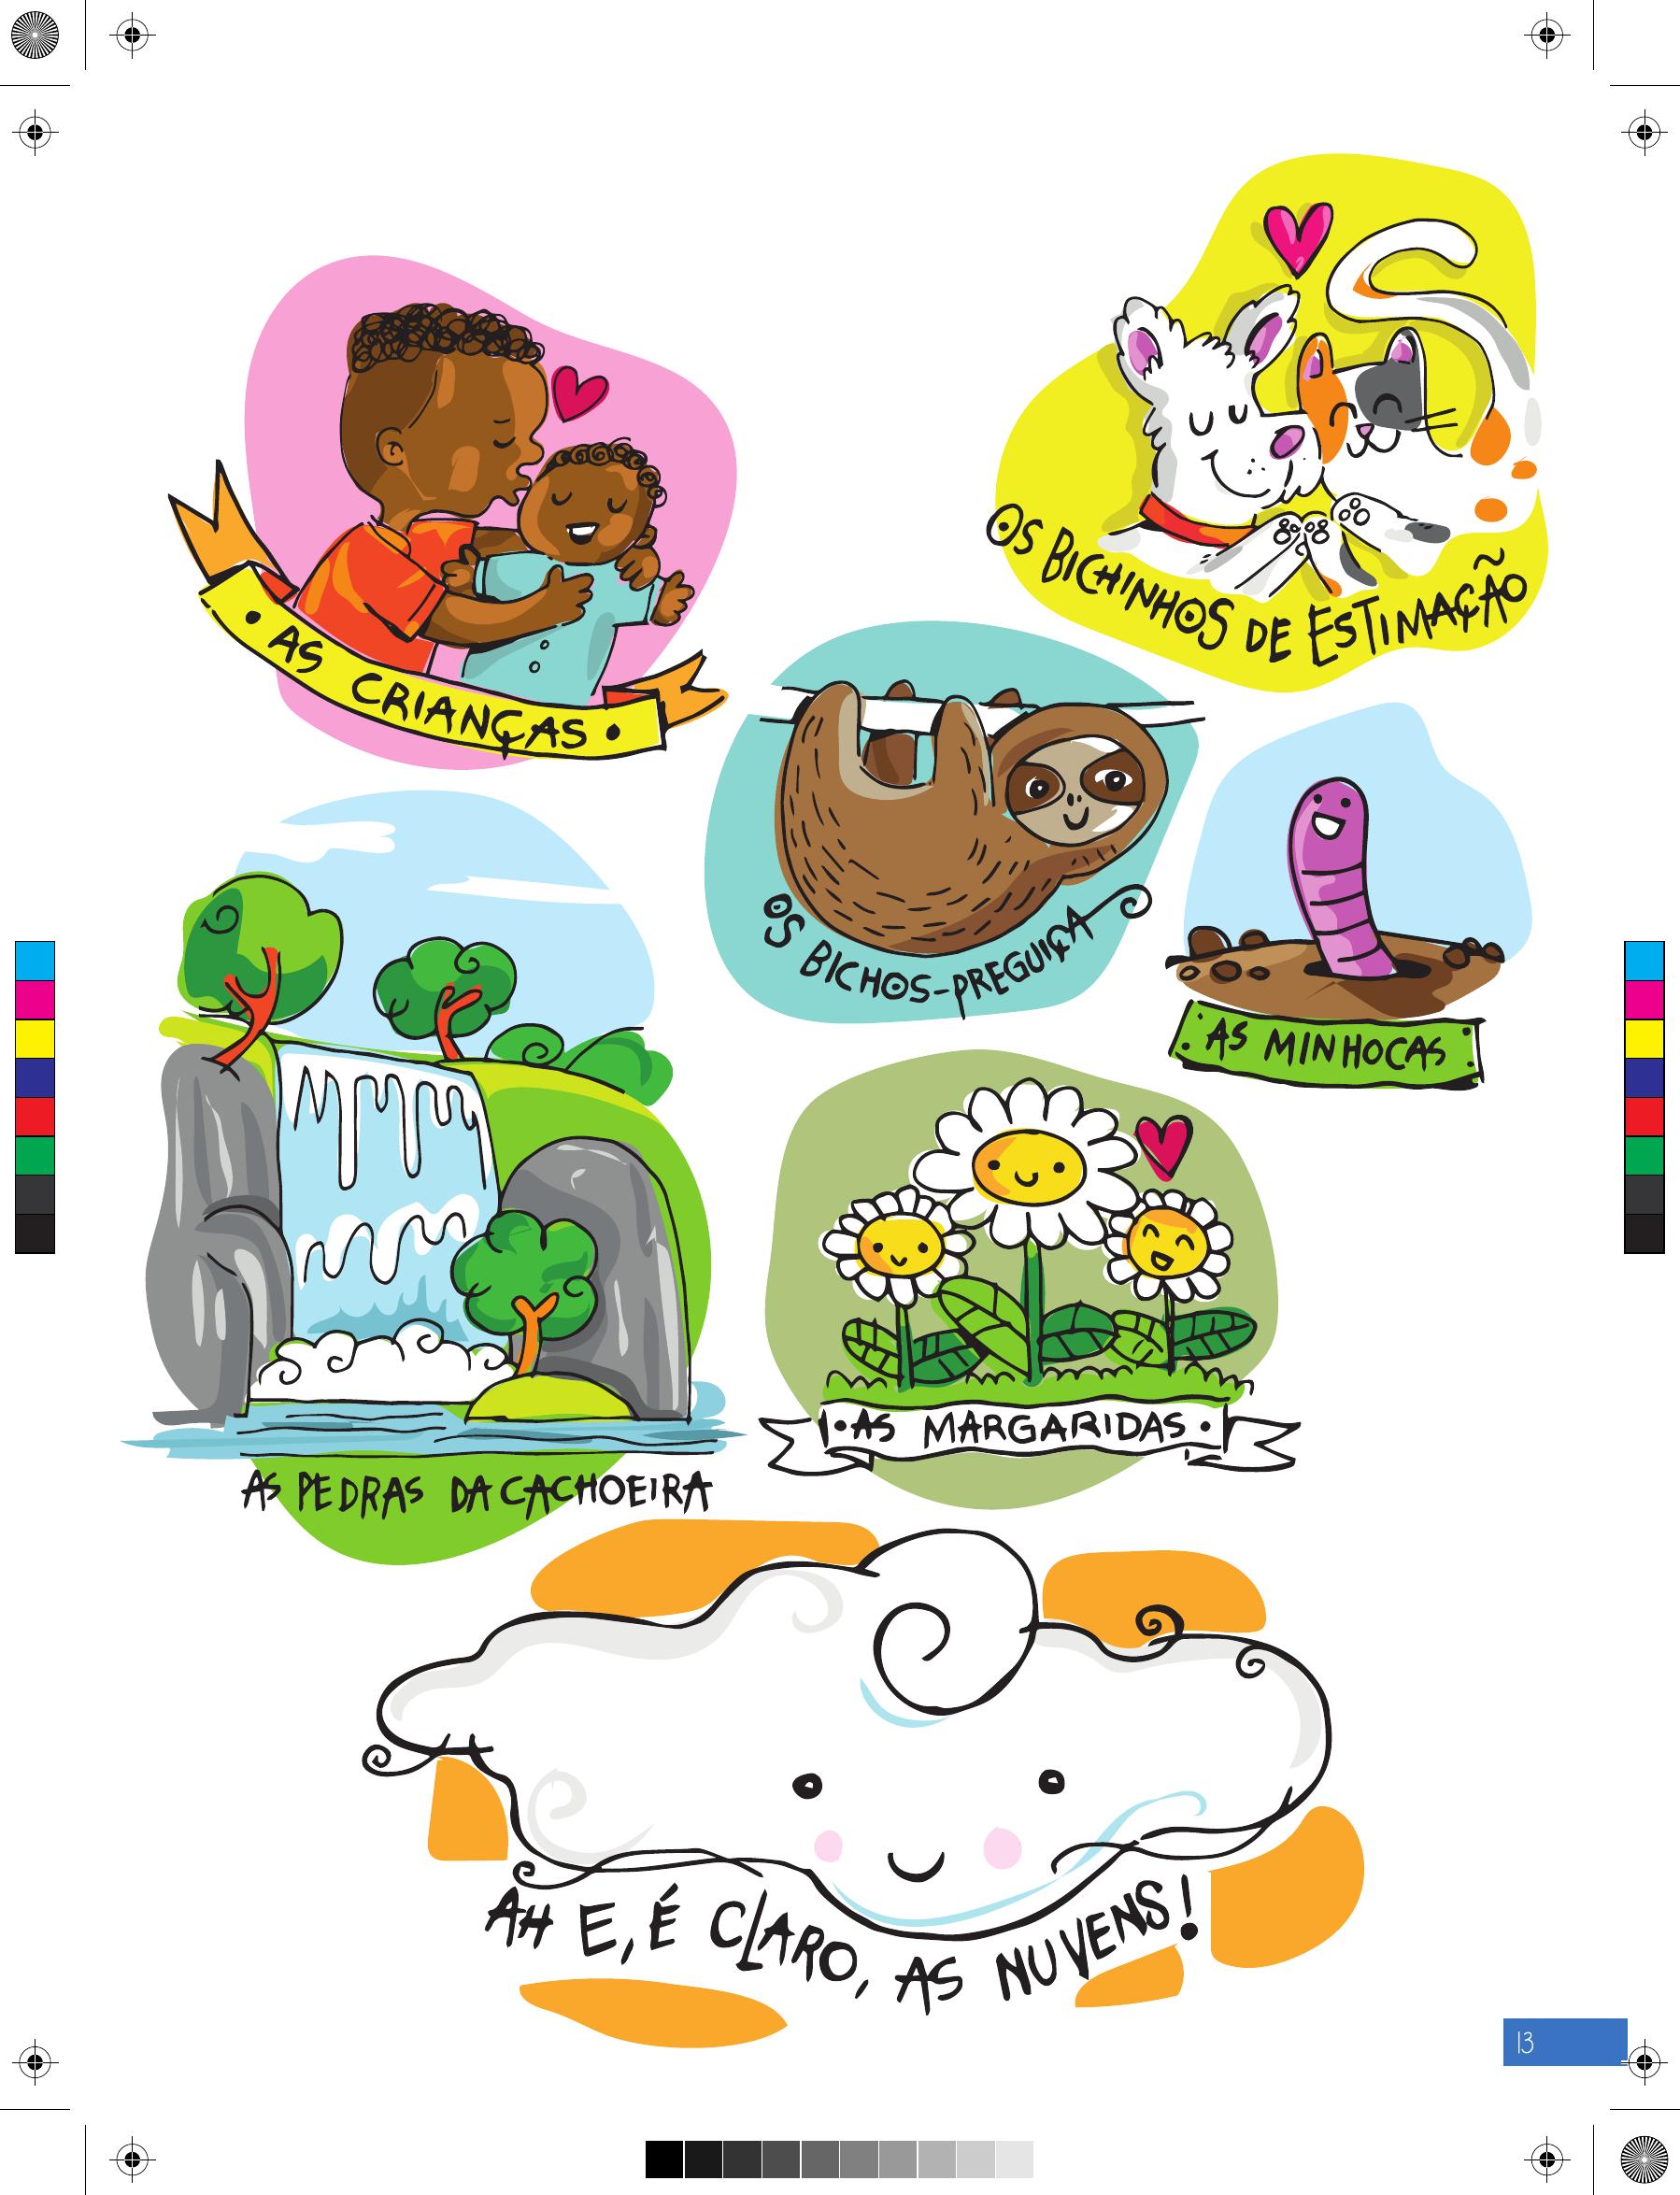 OS BICHINHOS DE ESTIMAÇÃO
• AS CRIANÇAS •
OS BICHOS-PREGUIÇA
AS MINHOCAS
AS PEDRAS DA CACHOEIRA
• AS MARGARIDAS •
AH E, É CLARO, AS NUVENS!
13